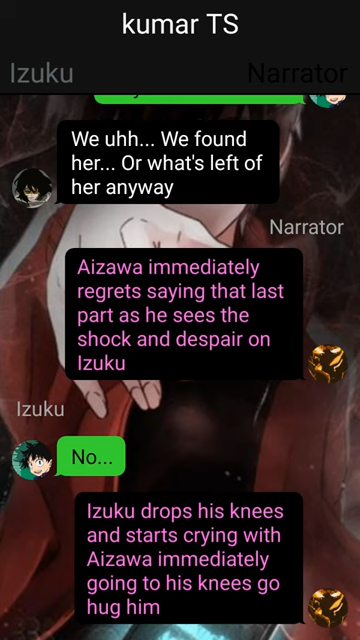 kumar TS
Izuku
Narrator
We uhh... We found
her... Or what's left of
her anyway
Narrator
Aizawa immediately
regrets saying that last
part as he sees the
shock and despair on
Izuku
Izuku
No...
Izuku drops his knees
and starts crying with
Aizawa immediately
going to his knees go
hug him